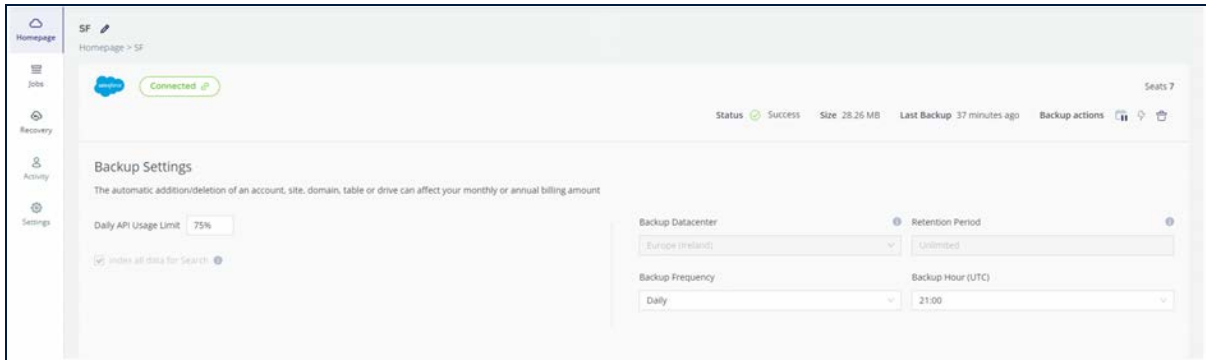 Homepage
Jobs
Recovery
Activity
Settings
SF
Homepage > SF
salesforce
Connected
Seats 7
Status Success Size 28.26 MB Last Backup 37 minutes ago Backup actions
Backup Settings
The automatic addition/deletion of an account, site, domain, table or drive can affect your monthly or annual billing amount
Daily API Usage Limit 75%
Index all data for Search
Backup Datacenter Retention Period
Europe (Ireland) Unlimited
Backup Frequency Backup Hour (UTC)
Daily 21:00